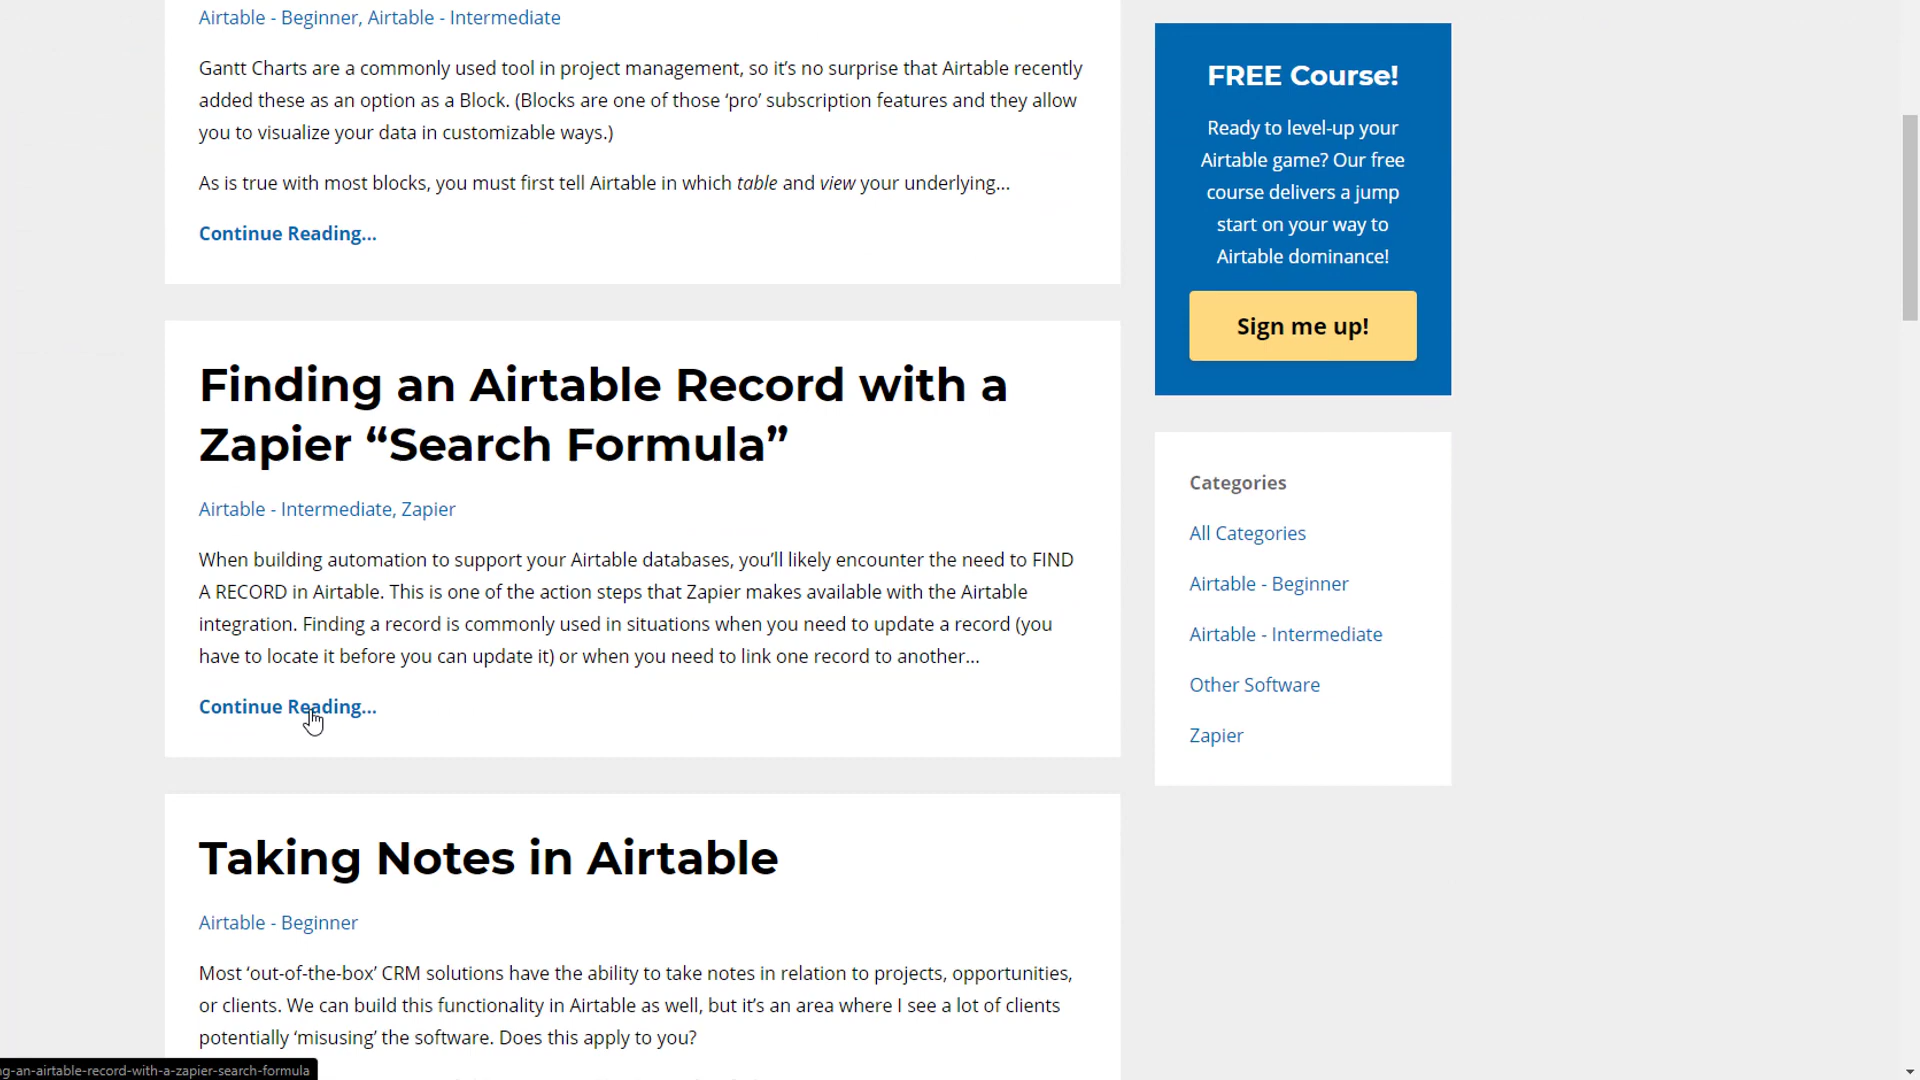 Airtable - Beginner, Airtable - Intermediate
Gantt Charts are a commonly used tool in project management, so it’s no surprise that Airtable recently
added these as an option as a Block. (Blocks are one of those ‘pro’ subscription features and they allow
you to visualize your data in customizable ways.)
As is true with most blocks, you must first tell Airtable in which table and view your underlying...
Continue Reading...
Finding an Airtable Record with a
Zapier “Search Formula”
Airtable - Intermediate, Zapier
When building automation to support your Airtable databases, you’ll likely encounter the need to FIND
A RECORD in Airtable. This is one of the action steps that Zapier makes available with the Airtable
integration. Finding a record is commonly used in situations when you need to update a record (you
have to locate it before you can update it) or when you need to link one record to another...
Continue Reading...
Taking Notes in Airtable
Airtable - Beginner
Most ‘out-of-the-box’ CRM solutions have the ability to take notes in relation to projects, opportunities,
or clients. We can build this functionality in Airtable as well, but it’s an area where I see a lot of clients
potentially ‘misusing’ the software. Does this apply to you?
FREE Course!
Ready to level-up your
Airtable game? Our free
course delivers a jump
start on your way to
Airtable dominance!
Sign me up!
Categories
All Categories
Airtable - Beginner
Airtable - Intermediate
Other Software
Zapier
ng-an-airtable-record-with-a-zapier-search-formula